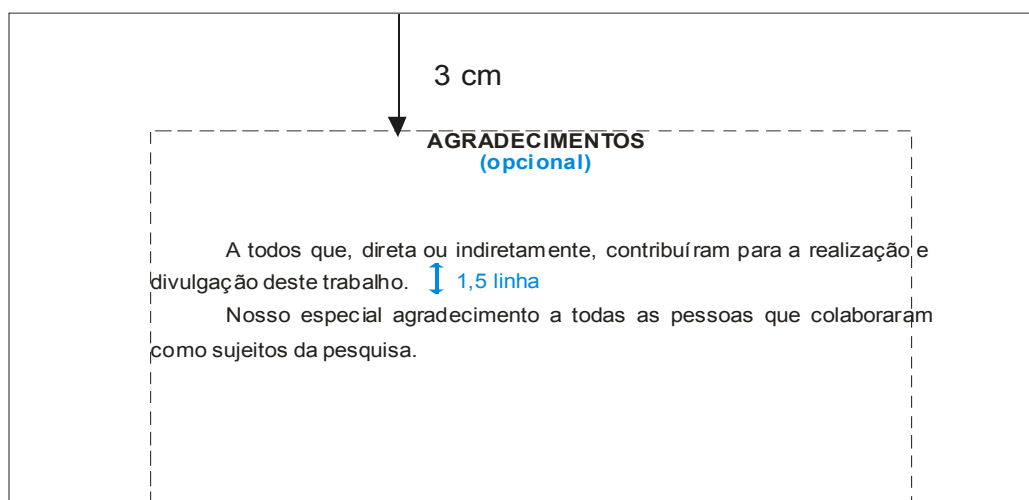 3 cm
AGRADECIMENTOS
(opcional)
A todos que, direta ou indiretamente, contribuíram para a realização e
divulgação deste trabalho. 1,5 linha
Nosso especial agradecimento a todas as pessoas que colaboraram
como sujeitos da pesquisa.